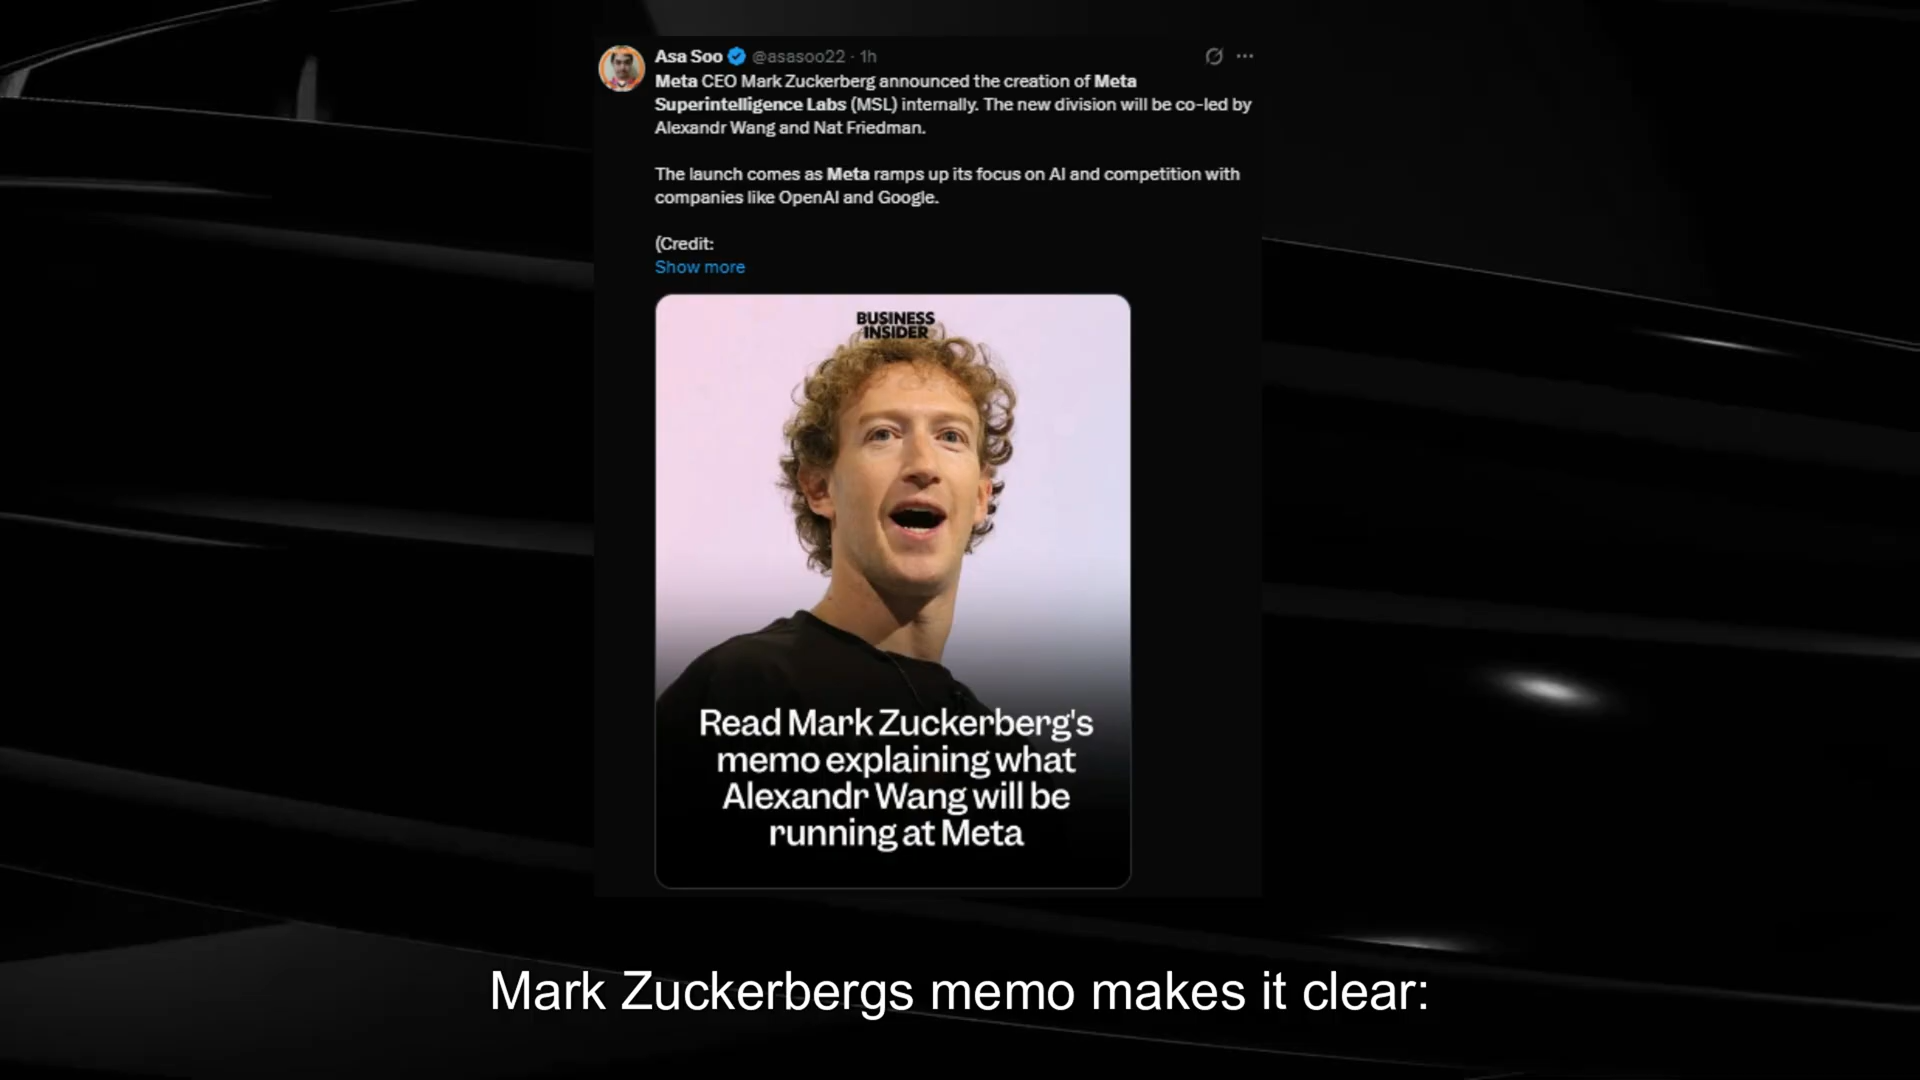 Asa Soo @asasoo22 · 1h
Meta CEO Mark Zuckerberg announced the creation of Meta
Superintelligence Labs (MSL) internally. The new division will be co-led by
Alexandr Wang and Nat Friedman.
The launch comes as Meta ramps up its focus on AI and competition with
companies like OpenAI and Google.
(Credit:
Show more
BUSINESS
INSIDER
Read Mark Zuckerberg's
memo explaining what
Alexandr Wang will be
running at Meta
Mark Zuckerbergs memo makes it clear: